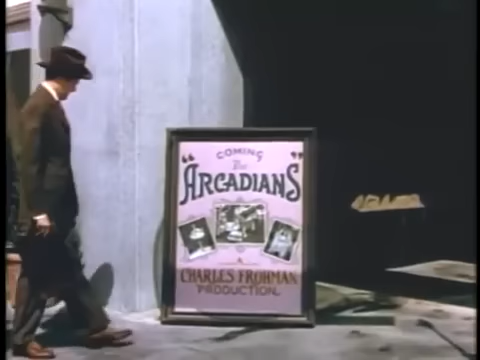 COMING
The
"ARCADIANS"
A
CHARLES FROHMAN
PRODUCTION.